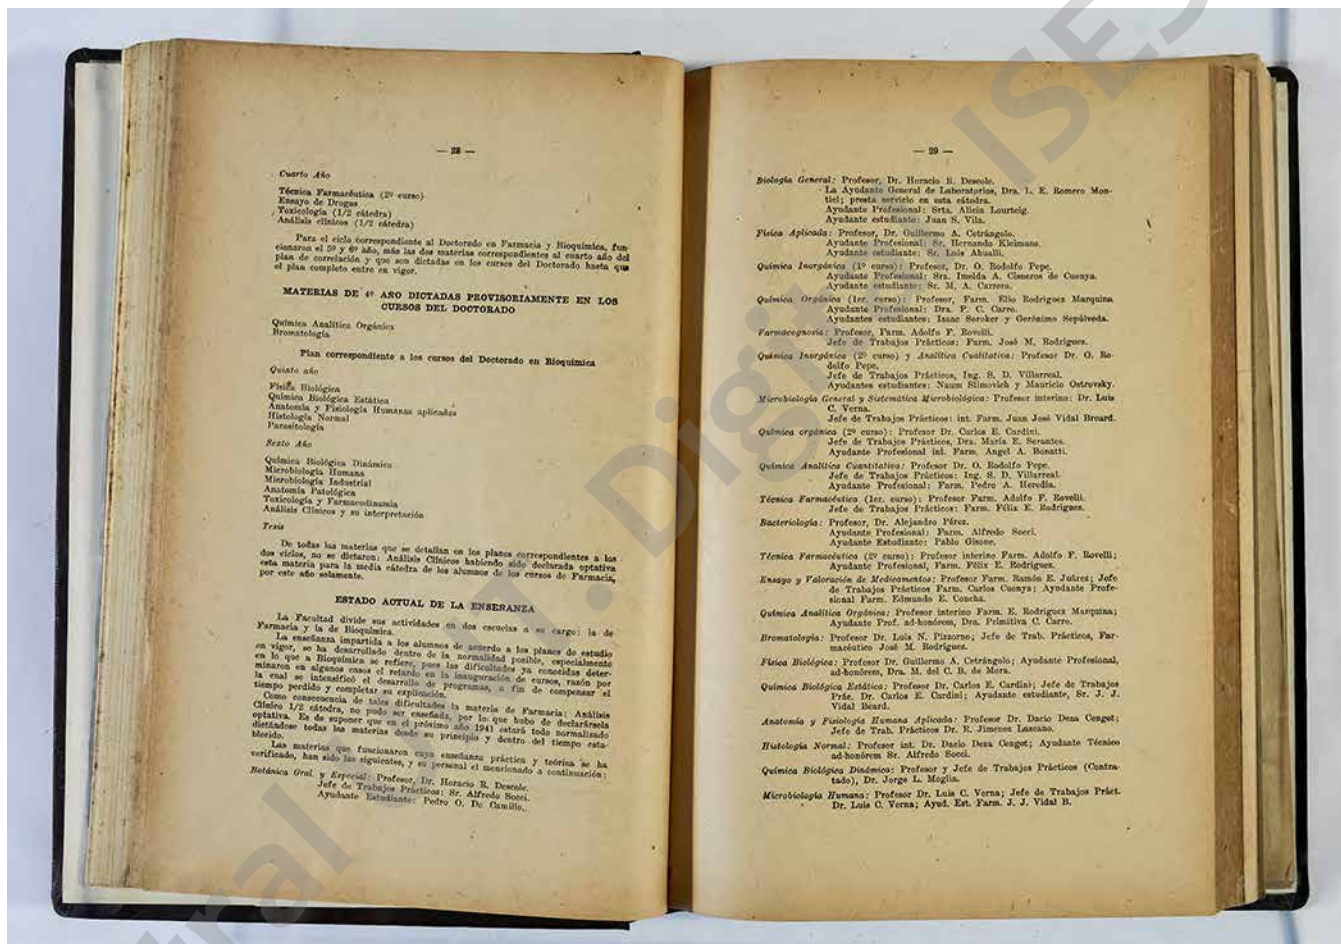 — 28 —
Cuarto Año
Técnica Farmacéutica (2º curso)
Ensayo de Drogas
Toxicología (1/2 cátedra)
Análisis clínicos (1/2 cátedra)
Para el ciclo correspondiente al Doctorado en Farmacia y Bioquímica, fun-
cionaron el 5º y 6º año, más las dos materias correspondientes al cuarto año del
plan de correlación y que son dictadas en los cursos del Doctorado hasta que
el plan completo entre en vigor.
MATERIAS DE 4º AÑO DICTADAS PROVISORIAMENTE EN LOS
CURSOS DEL DOCTORADO
Química Analítica Orgánica
Bromatología
Plan correspondiente a los cursos del Doctorado en Bioquímica
Quinto año
Física Biológica
Química Biológica Estática
Anatomía y Fisiología Humanas aplicadas
Histología Normal
Parasitología
Sexto Año
Química Biológica Dinámica
Microbiología Humana
Microbiología Industrial
Anatomía Patológica
Toxicología y Farmacodinamia
Análisis Clínicos y su interpretación
Tesis
De todas las materias que se detallan en los planes correspondientes a los
dos ciclos, no se dictaron: Análisis Clínicos habiendo sido declarada optativa
esta materia para la media cátedra de los alumnos de los cursos de Farmacia,
por este año solamente.
ESTADO ACTUAL DE LA ENSEÑANZA
La Facultad divide sus actividades en dos escuelas a su cargo: la de
Farmacia y la de Bioquímica.
La enseñanza impartida a los alumnos de acuerdo a los planes de estudio
en vigor, se ha desarrollado dentro de la normalidad posible, especialmente
en lo que a Bioquímica se refiere, pues las dificultades ya conocidas deter-
minaron en algunos casos el retardo en la inauguración de cursos, razón por
la cual se intensificó el desarrollo de programas, a fin de compensar el
tiempo perdido y completar su explicación.
Como consecuencia de tales dificultades la materia de Farmacia: Análisis
Clínico 1/2 cátedra, no pudo ser enseñada, por lo que hubo de declarársela
optativa. Es de suponer que en el próximo año 1941 estará todo normalizado
dictándose todas las materias desde su principio y dentro del tiempo esta-
blecido.
Las materias que funcionaron cuya enseñanza práctica y teórica se ha
verificado, han sido las siguientes, y su personal el mencionado a continuación:
Botánica Gral. y Especial: Profesor, Dr. Horacio R. Descole.
Jefe de Trabajos Prácticos: Sr. Alfredo Socci.
Ayudante Estudiante: Pedro O. De Camillo.
— 29 —
Biología General: Profesor, Dr. Horacio R. Descole.
La Ayudante General de Laboratorios, Dra. L. E. Romero Mon-
tiel; presta servicio en esta cátedra.
Ayudante Profesional: Srta. Alicia Lourteig.
Ayudante estudiante: Juan S. Vila.
Física Aplicada: Profesor, Dr. Guillermo A. Cetrángolo.
Ayudante Profesional: Sr. Hernando Kleimans.
Ayudante estudiante: Sr. Luis Ahualli.
Química Inorgánica (1º curso): Profesor, Dr. O. Rodolfo Pepe.
Ayudante Profesional: Sra. Imelda A. Cisneros de Cuenya.
Ayudante estudiante: Sr. M. A. Carrera.
Química Orgánica (1er. curso): Profesor, Farm. Elio Rodriguez Marquina
Ayudante Profesional: Dra. P. C. Carro.
Ayudantes estudiantes: Isaac Soroker y Gerónimo Sepúlveda.
Farmacognosia: Profesor, Farm. Adolfo F. Rovelli.
Jefe de Trabajos Prácticos: Farm. José M. Rodríguez.
Química Inorgánica (2º curso) y Analítica Cualitativa: Profesor Dr. O. Ro-
dolfo Pepe.
Jefe de Trabajos Prácticos, Ing. S. D. Villarreal.
Ayudantes estudiantes: Naum Slimovich y Mauricio Ostrovsky.
Microbiología General y Sistemática Microbiológica: Profesor interino: Dr. Luis
C. Verna.
Jefe de Trabajos Prácticos: int. Farm. Juan José Vidal Breard.
Química orgánica (2º curso): Profesor Dr. Carlos E. Cardini.
Jefe de Trabajos Prácticos, Dra. María E. Serantes.
Ayudante Profesional int. Farm. Angel A. Bonatti.
Química Analítica Cuantitativa: Profesor Dr. O. Rodolfo Pepe.
Jefe de Trabajos Prácticos: Ing. S. D. Villarreal.
Ayudante Profesional: Farm. Pedro A. Heredia.
Técnica Farmacéutica (1er. curso): Profesor Farm. Adolfo F. Rovelli.
Jefe de Trabajos Prácticos: Farm. Félix E. Rodríguez.
Bacteriología: Profesor, Dr. Alejandro Pérez.
Ayudante Profesional: Farm. Alfredo Socci.
Ayudante Estudiante: Pablo Gisone.
Técnica Farmacéutica (2º curso): Profesor interino Farm. Adolfo F. Rovelli;
Ayudante Profesional, Farm. Félix E. Rodríguez.
Ensayo y Valoración de Medicamentos: Profesor Farm. Ramón E. Juárez; Jefe
de Trabajos Prácticos Farm. Carlos Cuenya; Ayudante Profe-
sional Farm. Edmundo E. Concha.
Química Analítica Orgánica: Profesor interino Farm. E. Rodriguez Marquina;
Ayudante Prof. ad-honórem, Dra. Primitiva C. Carro.
Bromatología: Profesor Dr. Luis N. Pizzorno; Jefe de Trab. Prácticos, Far-
macéutico José M. Rodríguez.
Física Biológica: Profesor Dr. Guillermo A. Cetrángolo; Ayudante Profesional,
ad-honórem, Dra. M. del C. B. de Mora.
Química Biológica Estática: Profesor Dr. Carlos E. Cardini; Jefe de Trabajos
Prác. Dr. Carlos E. Cardini; Ayudante estudiante, Sr. J. J.
Vidal Beard.
Anatomía y Fisiología Humana Aplicada: Profesor Dr. Dacio Deza Cenget;
Jefe de Trab. Prácticos Dr. R. Jimenez Lascano.
Histología Normal: Profesor int. Dr. Dacio Deza Cenget; Ayudante Técnico
ad-honórem Sr. Alfredo Socci.
Química Biológica Dinámica: Profesor y Jefe de Trabajos Prácticos (Contra-
tado), Dr. Jorge L. Meglia.
Microbiología Humana: Profesor Dr. Luis C. Verna; Jefe de Trabajos Práct.
Dr. Luis C. Verna; Ayud. Est. Farm. J. J. Vidal B.